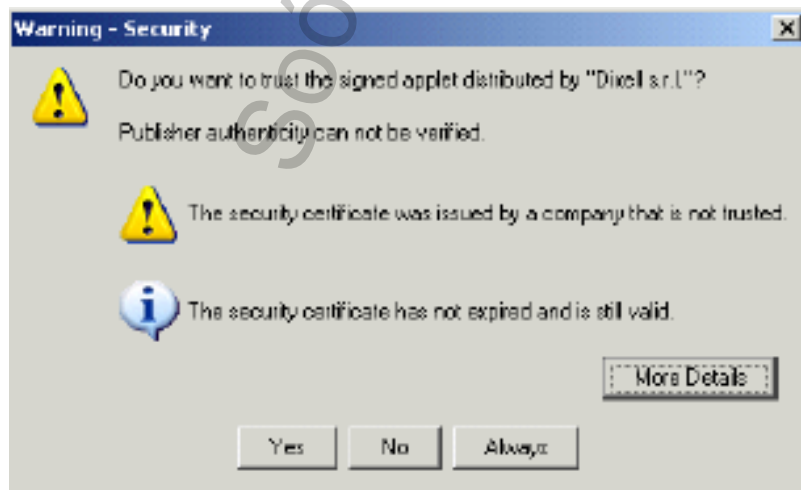 Warning - Security
Do you want to trust the signed applet distributed by "Dixell s.r.l."?
Publisher authenticity can not be verified.
The security certificate was issued by a company that is not trusted.
The security certificate has not expired and is still valid.
More Details
Yes No Always